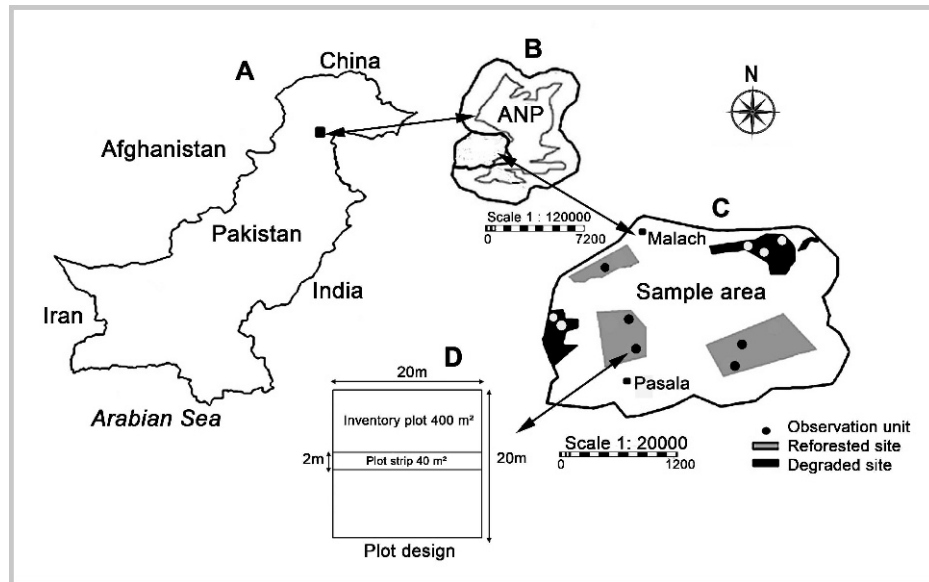 A
China
B
N
ANP
Afghanistan
Scale 1 : 120000
0 7200
C
Malach
Pakistan
India
Sample area
Iran
D
20m
Pasala
Arabian Sea
Inventory plot 400 m²
Observation unit
2m
Plot strip 40 m²
20m
Scale 1: 20000
0 1200
Reforested site
Degraded site
Plot design